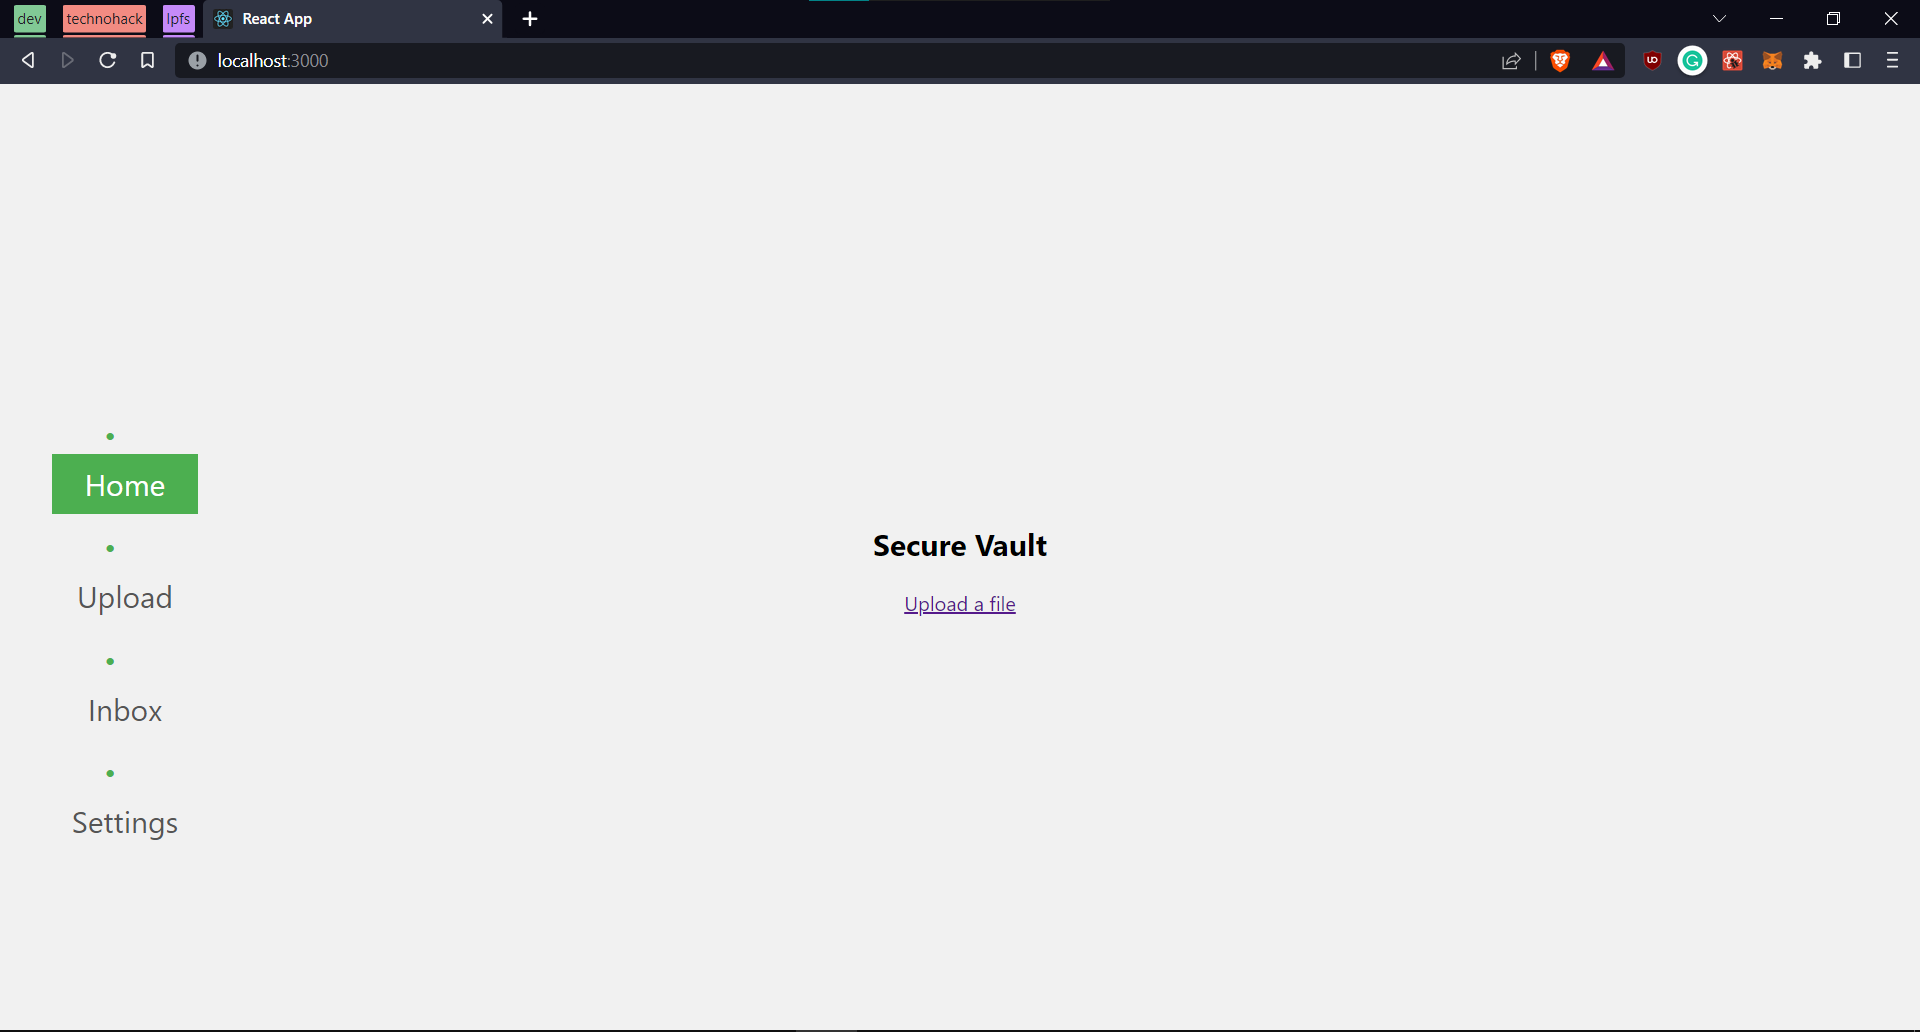 dev technohack Ipfs React App
localhost:3000
Home
Upload
Inbox
Settings
Secure Vault
Upload a file